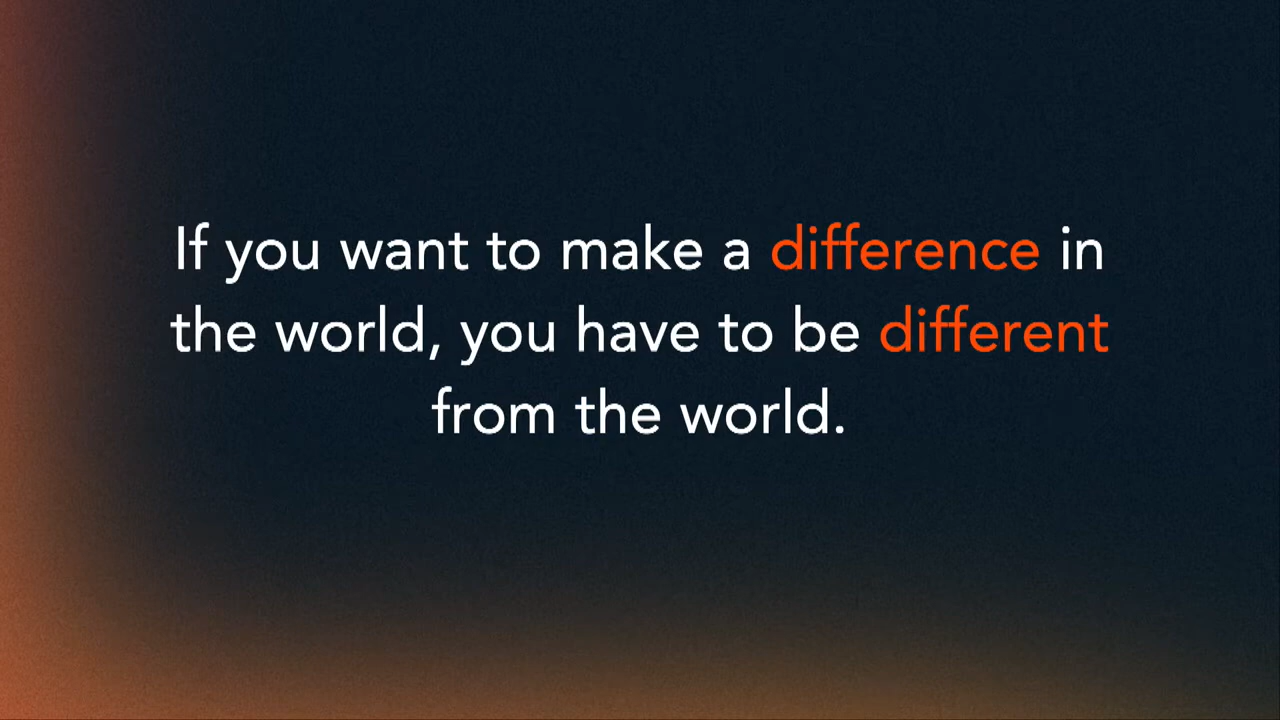 If you want to make a difference in
the world, you have to be different
from the world.